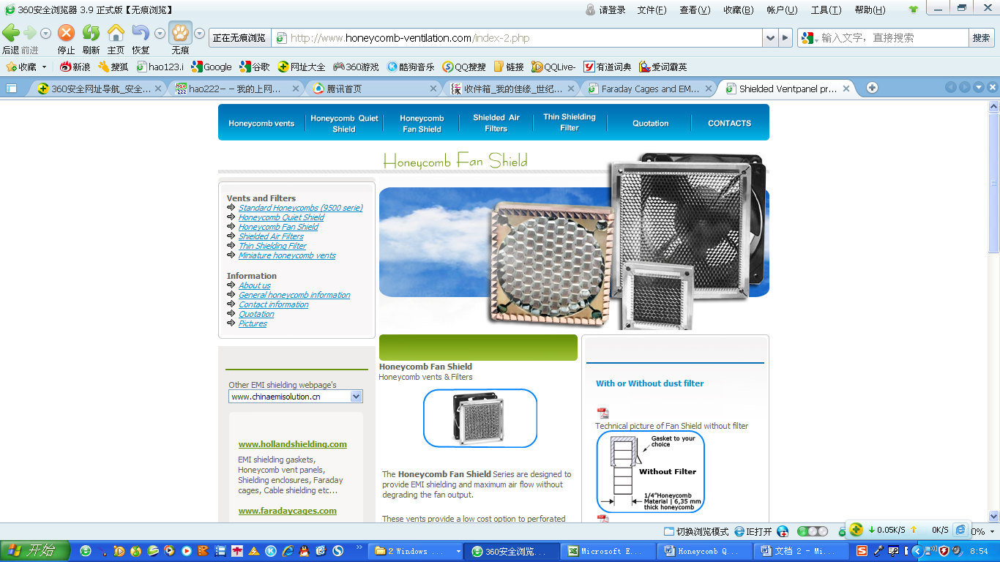 360安全浏览器 3.9 正式版【无痕浏览】
请登录 文件(F) 查看(V) 收藏(B) 帐户(U) 工具(T) 帮助(H)
正在无痕浏览 http://www.honeycomb-ventilation.com/index-2.php 输入文字，直接搜索 搜索
后退 前进 停止 刷新 主页 恢复 无痕
收藏 新浪 搜狐 hao123.i Google 谷歌 网址大全 360游戏 酷狗音乐 QQ搜搜 链接 QQLive- 有道词典 爱词霸英
360安全网址导航_安全... hao222－－我的上网... 腾讯首页 收件箱_我的佳缘_世纪... Faraday Cages and EM... Shielded Ventpanel pr...
Honeycomb vents
Honeycomb Quiet
Shield
Honeycomb
Fan Shield
Shielded Air
Filters
Thin Shielding
Filter
Quotation
CONTACTS
Honeycomb Fan Shield
Vents and Filters
Standard Honeycombs (9500 serie)
Honeycomb Quiet Shield
Honeycomb Fan Shield
Shielded Air Filters
Thin Shielding Filter
Miniature honeycomb vents
Information
About us
General honeycomb information
Contact information
Quotation
Pictures
Other EMI shielding webpage's
www.chinaemisolution.cn
www.hollandshielding.com
EMI shielding gaskets,
Honeycomb vent panels,
Shielding enclosures, Faraday
cages, Cable shielding etc...
www.faradaycages.com
Honeycomb Fan Shield
Honeycomb vents & Filters
The Honeycomb Fan Shield Series are designed to
provide EMI shielding and maximum air flow without
degrading the fan output.
These vents provide a low cost option to perforated
With or Without dust filter
Technical picture of Fan Shield without filter
Gasket to your
choice
Without Filter
1/4"Honeycomb
Material | 6,35 mm
thick honeycomb
切换浏览模式 IE打开 0.05K/S 0K/S 0%
开始 2 Windows ... 360安全浏览... Microsoft E... Honeycomb Q... 文档 2 - Mi... 8:54